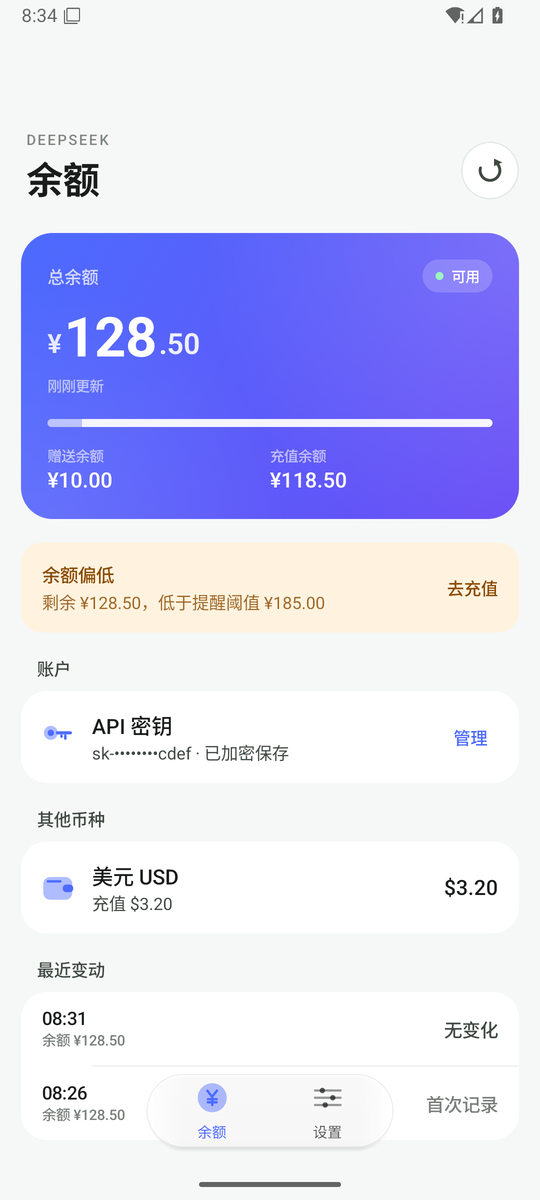 8:34
DEEPSEEK
余额
总余额
可用
¥128.50
刚刚更新
赠送余额 充值余额
¥10.00 ¥118.50
余额偏低
剩余 ¥128.50，低于提醒阈值 ¥185.00
去充值
账户
API 密钥
sk-••••••••cdef · 已加密保存
管理
其他币种
美元 USD
充值 $3.20
$3.20
最近变动
08:31
余额 ¥128.50
无变化
08:26
余额 ¥128.50
首次记录
¥
余额 设置